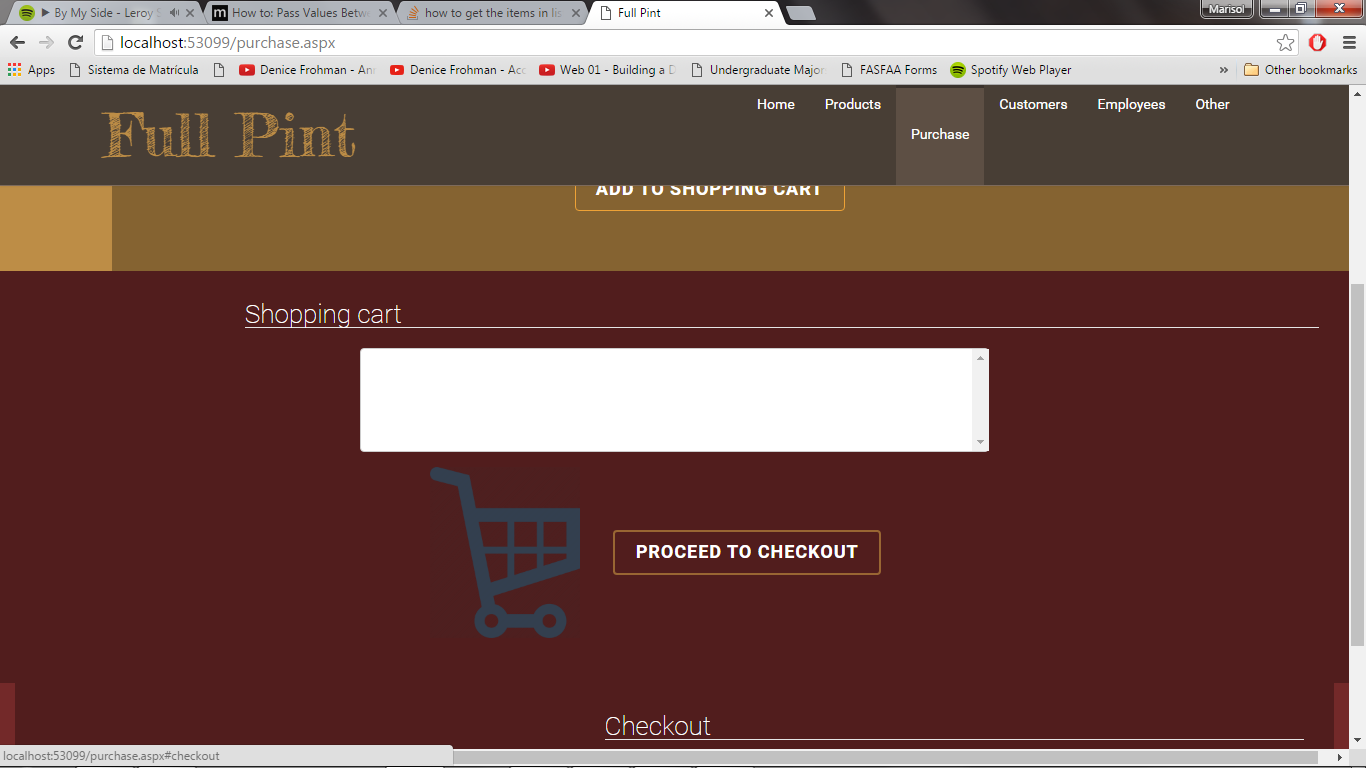 By My Side - Leroy S
How to: Pass Values Betwe
how to get the items in lis
Full Pint
Marisol
localhost:53099/purchase.aspx
Apps
Sistema de Matrícula
Denice Frohman - Ann
Denice Frohman - Acc
Web 01 - Building a D
Undergraduate Major
FASFAA Forms
Spotify Web Player
»
Other bookmarks
Full Pint
Home
Products
Purchase
Customers
Employees
Other
ADD TO SHOPPING CART
Shopping cart
PROCEED TO CHECKOUT
Checkout
localhost:53099/purchase.aspx#checkout